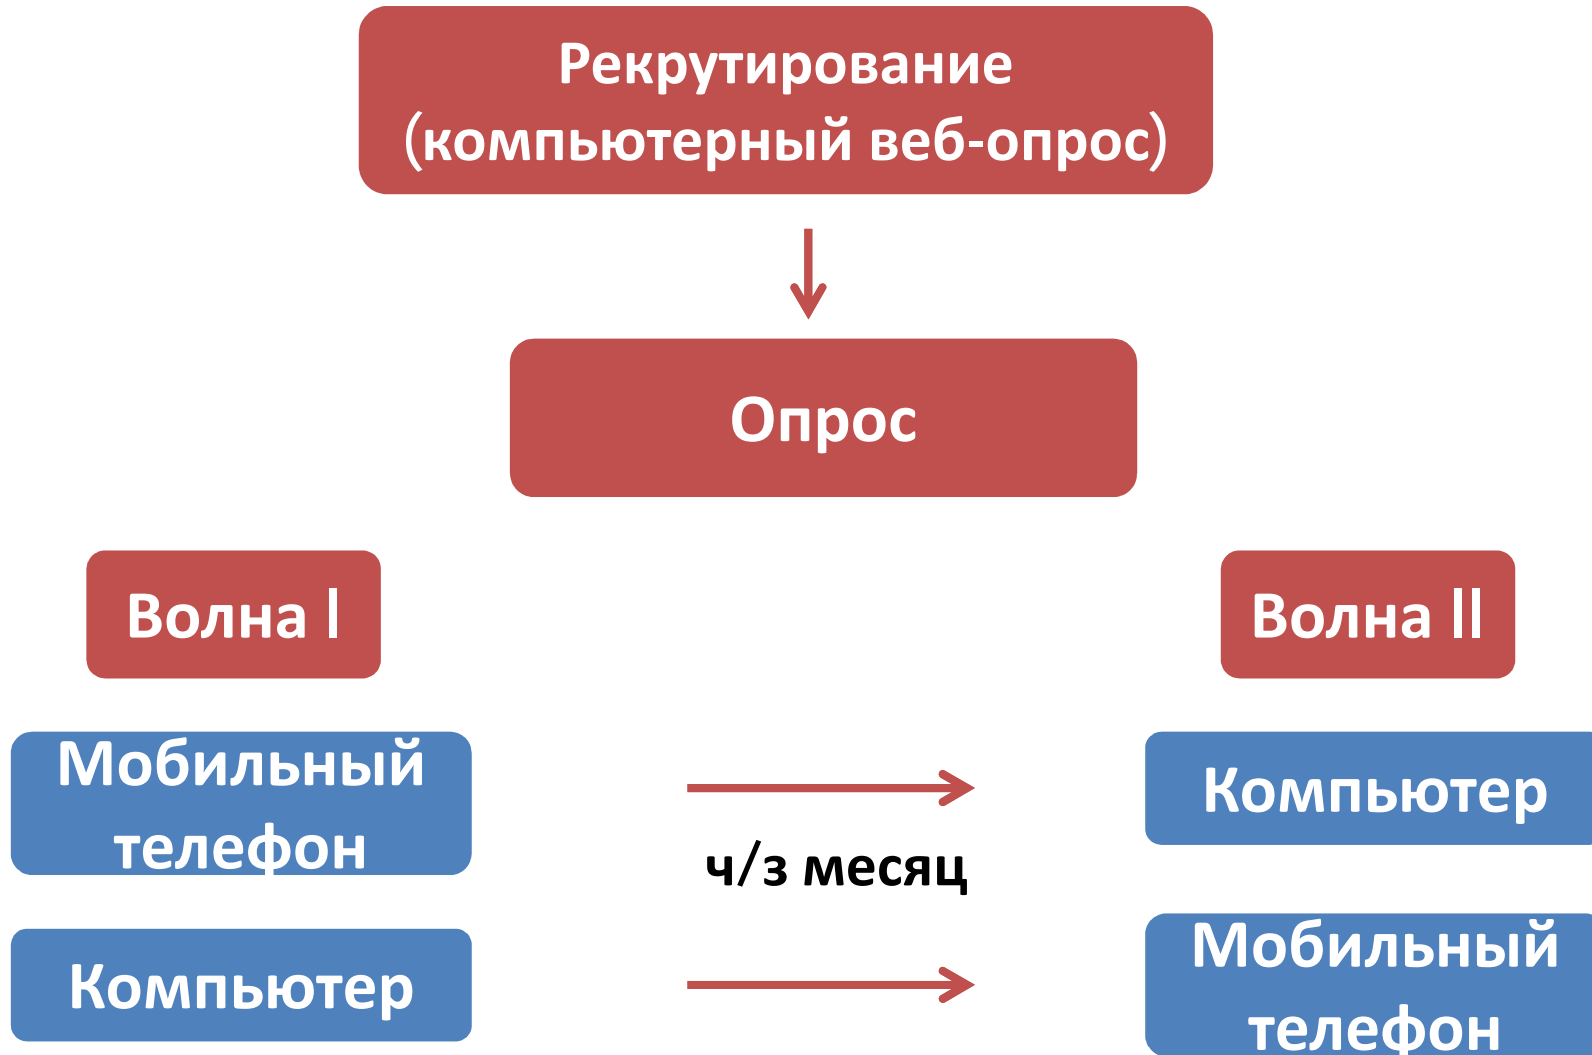 Рекрутирование
(компьютерный веб-опрос)
Опрос
Волна I
Волна II
Мобильный
телефон
Компьютер
ч/з месяц
Компьютер
Мобильный
телефон